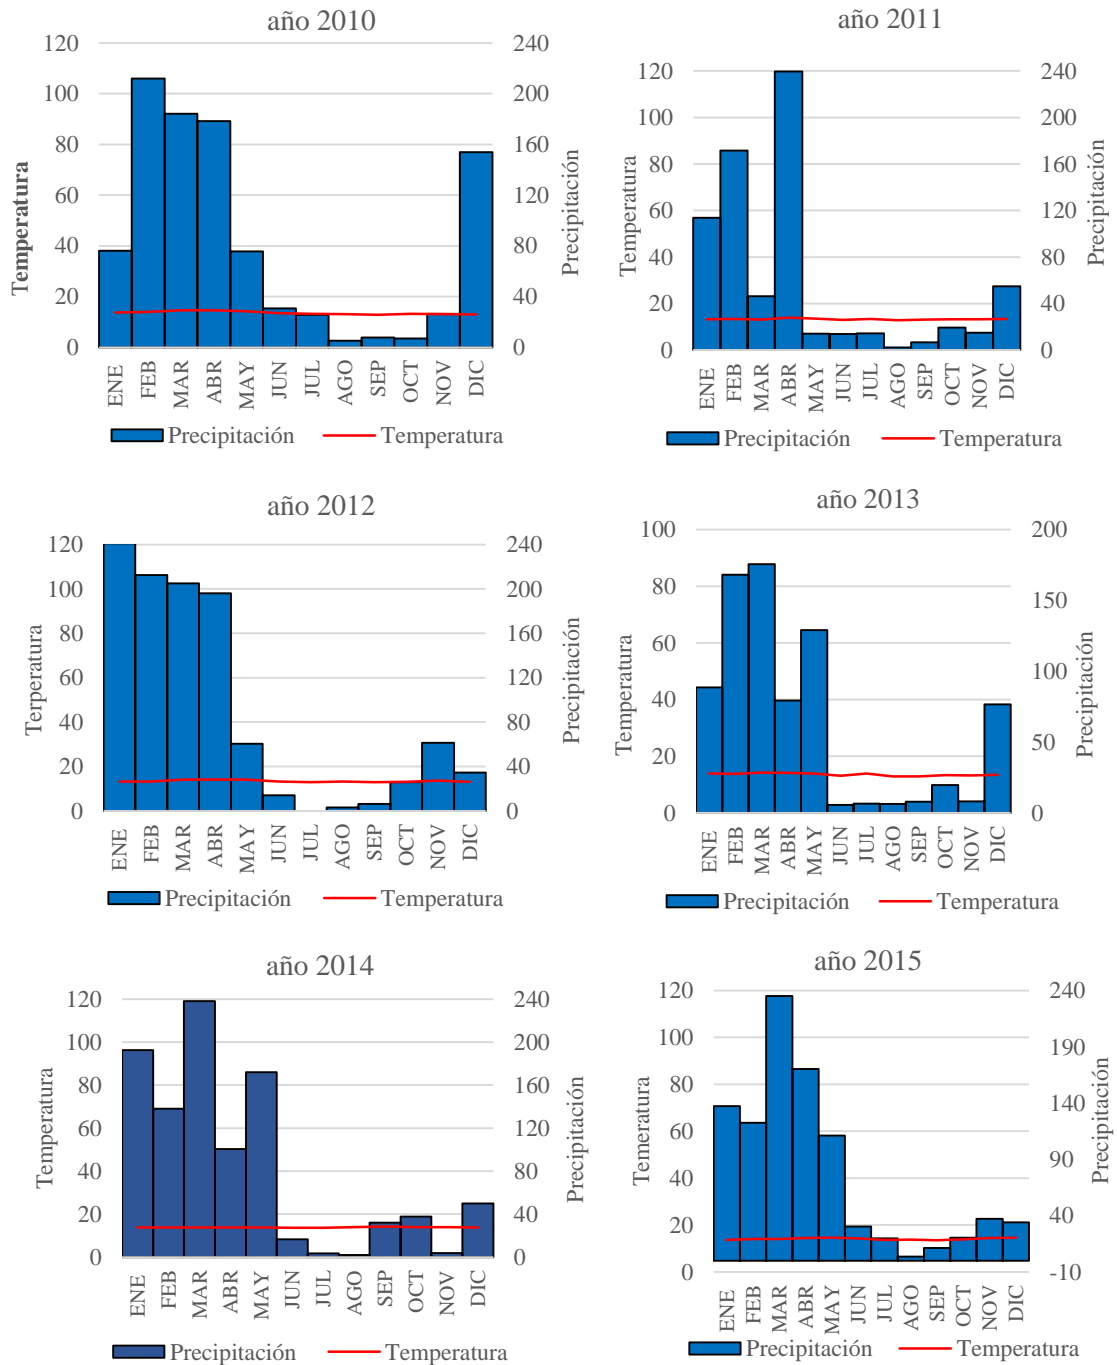 año 2010
120
100
80
60
40
20
0
Temperatura
240
200
160
120
80
40
0
Precipitación
ENE FEB MAR ABR MAY JUN JUL AGO SEP OCT NOV DIC
Precipitación Temperatura
año 2011
120
100
80
60
40
20
0
Temperatura
240
200
160
120
80
40
0
Precipitación
ENE FEB MAR ABR MAY JUN JUL AGO SEP OCT NOV DIC
Precipitación Temperatura
año 2012
120
100
80
60
40
20
0
Terperatura
240
200
160
120
80
40
0
Precipitación
ENE FEB MAR ABR MAY JUN JUL AGO SEP OCT NOV DIC
Precipitación Temperatura
año 2013
100
80
60
40
20
0
Temperatura
200
150
100
50
0
Precipitación
ENE FEB MAR ABR MAY JUN JUL AGO SEP OCT NOV DIC
Precipitación Temperatura
año 2014
120
100
80
60
40
20
0
Temperatura
240
200
160
120
80
40
0
Precipitación
ENE FEB MAR ABR MAY JUN JUL AGO SEP OCT NOV DIC
Precipitación Temperatura
año 2015
120
100
80
60
40
20
0
Temeratura
240
190
140
90
40
-10
Precipitación
ENE FEB MAR ABR MAY JUN JUL AGO SEP OCT NOV DIC
Precipitación Temperatura